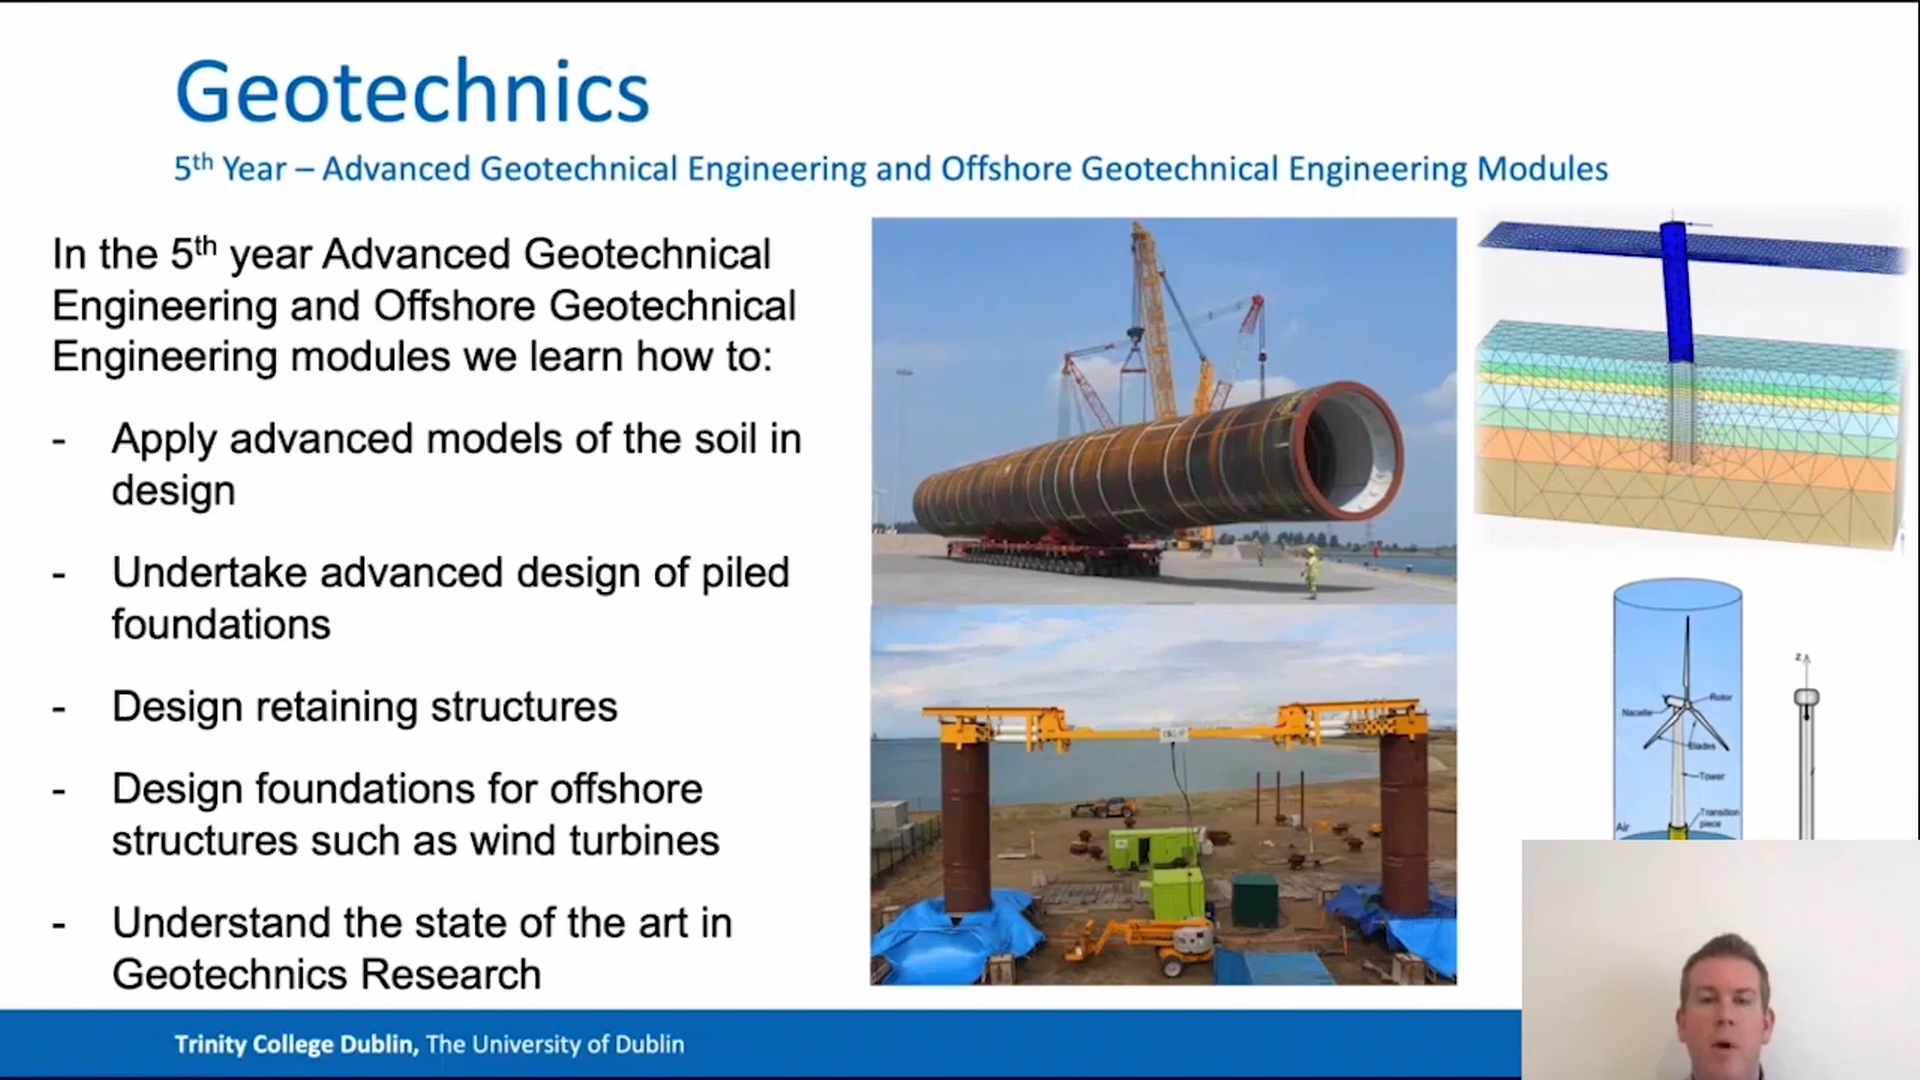 Geotechnics
5th Year – Advanced Geotechnical Engineering and Offshore Geotechnical Engineering Modules
In the 5th year Advanced Geotechnical
Engineering and Offshore Geotechnical
Engineering modules we learn how to:
- Apply advanced models of the soil in
design
- Undertake advanced design of piled
foundations
- Design retaining structures
- Design foundations for offshore
structures such as wind turbines
- Understand the state of the art in
Geotechnics Research
Rotor
Nacelle
Blades
Tower
Transition
piece
Air
z
Trinity College Dublin, The University of Dublin